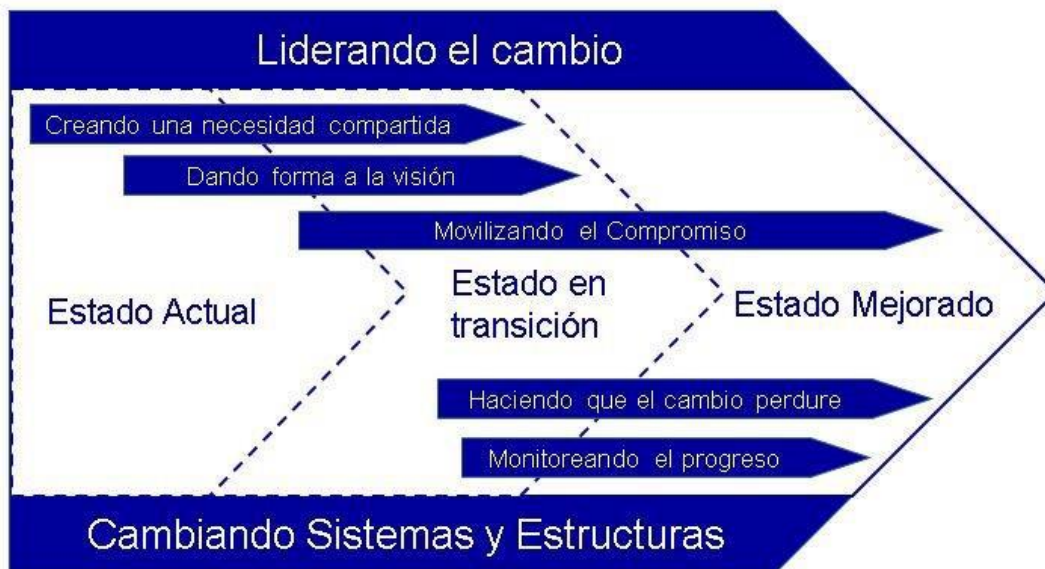 Liderando el cambio
Creando una necesidad compartida
Dando forma a la visión
Movilizando el Compromiso
Estado Actual
Estado en
transición
Estado Mejorado
Haciendo que el cambio perdure
Monitoreando el progreso
Cambiando Sistemas y Estructuras